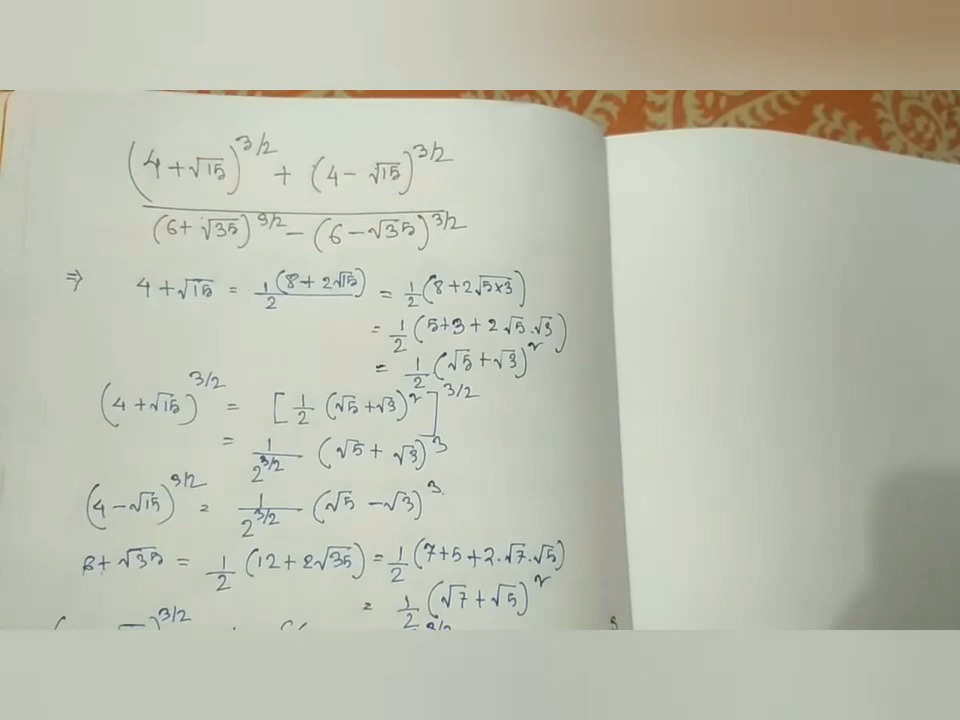 (4+√15)^3/2 + (4-√15)^3/2
(6+√35)^3/2 - (6-√35)^3/2
⇒ 4+√15 = 1/2 (8+2√15) = 1/2 (8+2√5×3)
= 1/2 (5+3+2√5.√3)
= 1/2 (√5+√3)^2
(4+√15)^3/2 = [1/2 (√5+√3)^2]^3/2
= 1/2^3/2 (√5+√3)^3
(4-√15)^3/2 = 1/2^3/2 (√5-√3)^3
6+√35 = 1/2 (12+2√35) = 1/2 (7+5+2.√7.√5)
= 1/2 (√7+√5)^2